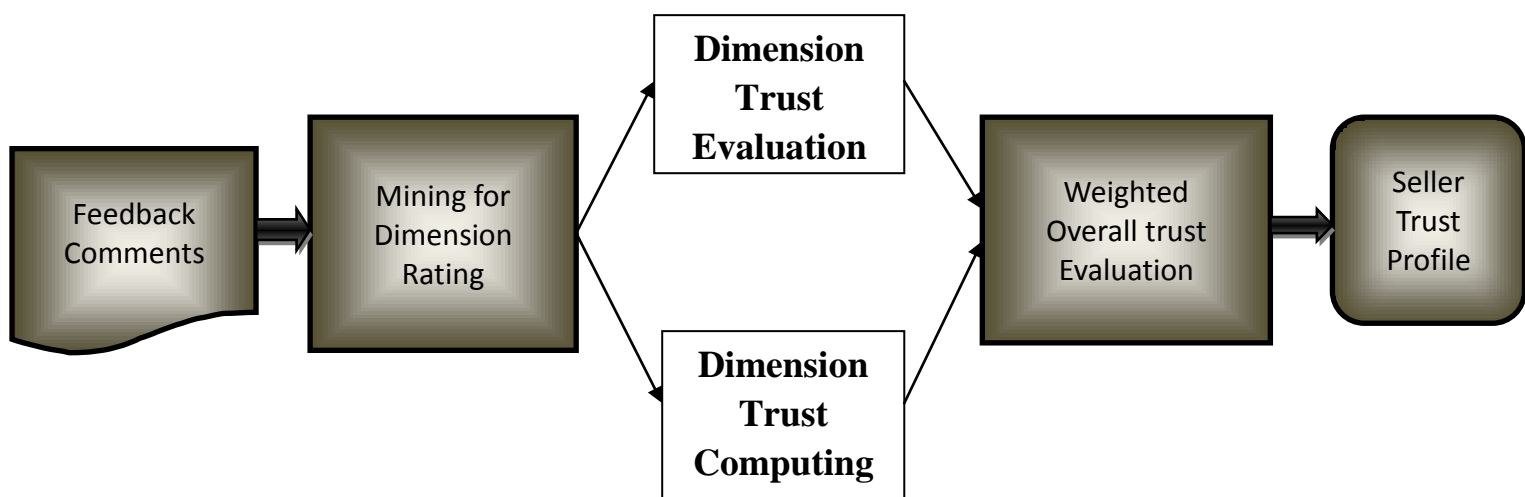 Feedback
Comments
Mining for
Dimension
Rating
Dimension
Trust
Evaluation
Dimension
Trust
Computing
Weighted
Overall trust
Evaluation
Seller
Trust
Profile